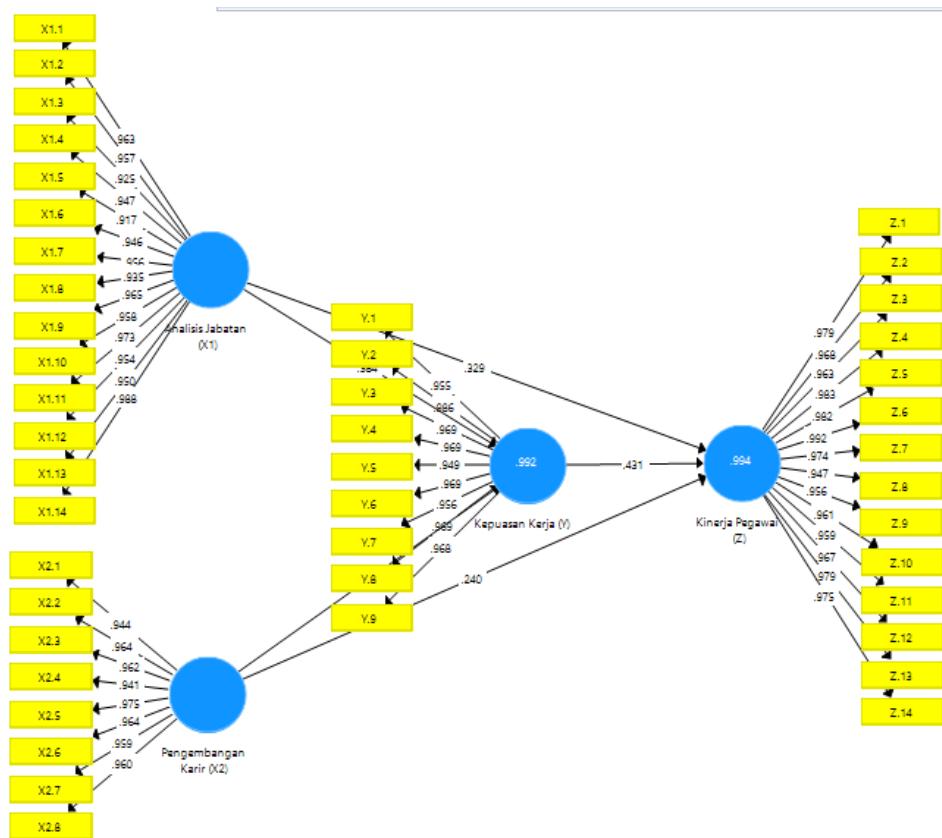 X1.1
X1.2
X1.3
X1.4
X1.5
X1.6
X1.7
X1.8
X1.9
X1.10
X1.11
X1.12
X1.13
X1.14
.963
.957
.925
.947
.917
.946
.956
.935
.965
.958
.973
.954
.950
.988
Analisis Jabatan
(X1)
X2.1
X2.2
X2.3
X2.4
X2.5
X2.6
X2.7
X2.8
.944
.964
.962
.941
.975
.964
.959
.960
Pengembangan
Karir (X2)
Y.1
Y.2
Y.3
Y.4
Y.5
Y.6
Y.7
Y.8
Y.9
.955
.986
.969
.969
.949
.969
.956
.968
.992
Kepuasan Kerja (Y)
.329
.431
.240
.994
Kinerja Pegawai
(Z)
.979
.968
.963
.983
.982
.992
.974
.947
.956
.961
.959
.967
.979
.975
Z.1
Z.2
Z.3
Z.4
Z.5
Z.6
Z.7
Z.8
Z.9
Z.10
Z.11
Z.12
Z.13
Z.14